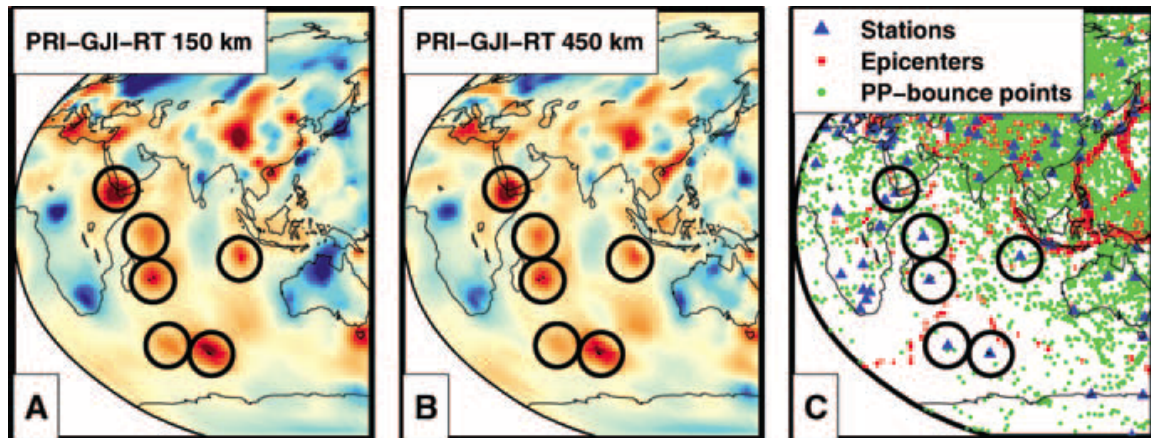 PRI–GJI–RT 150 km
PRI–GJI–RT 450 km
Stations
Epicenters
PP–bounce points
A
B
C